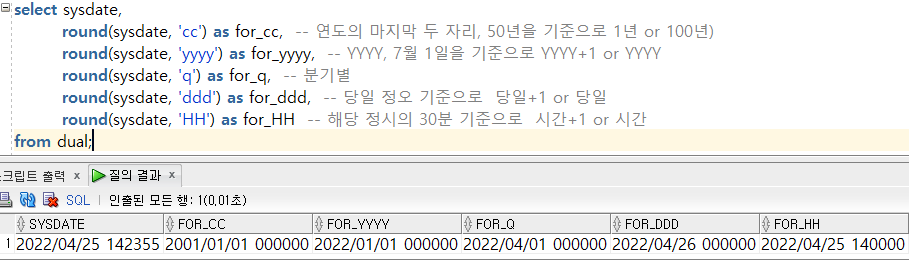 select sysdate,
round(sysdate, 'cc') as for_cc, -- 연도의 마지막 두 자리, 50년을 기준으로 1년 or 100년)
round(sysdate, 'yyyy') as for_yyyy, -- YYYY, 7월 1일을 기준으로 YYYY+1 or YYYY
round(sysdate, 'q') as for_q, -- 분기별
round(sysdate, 'ddd') as for_ddd, -- 당일 정오 기준으로 당일+1 or 당일
round(sysdate, 'HH') as for_HH -- 해당 정시의 30분 기준으로 시간+1 or 시간
from dual;
스크립트 출력 x 질의 결과 x
SQL | 인출된 모든 행: 1(0,01초)
SYSDATE FOR_CC FOR_YYYY FOR_Q FOR_DDD FOR_HH
1 2022/04/25 142355 2001/01/01 000000 2022/01/01 000000 2022/04/01 000000 2022/04/26 000000 2022/04/25 140000